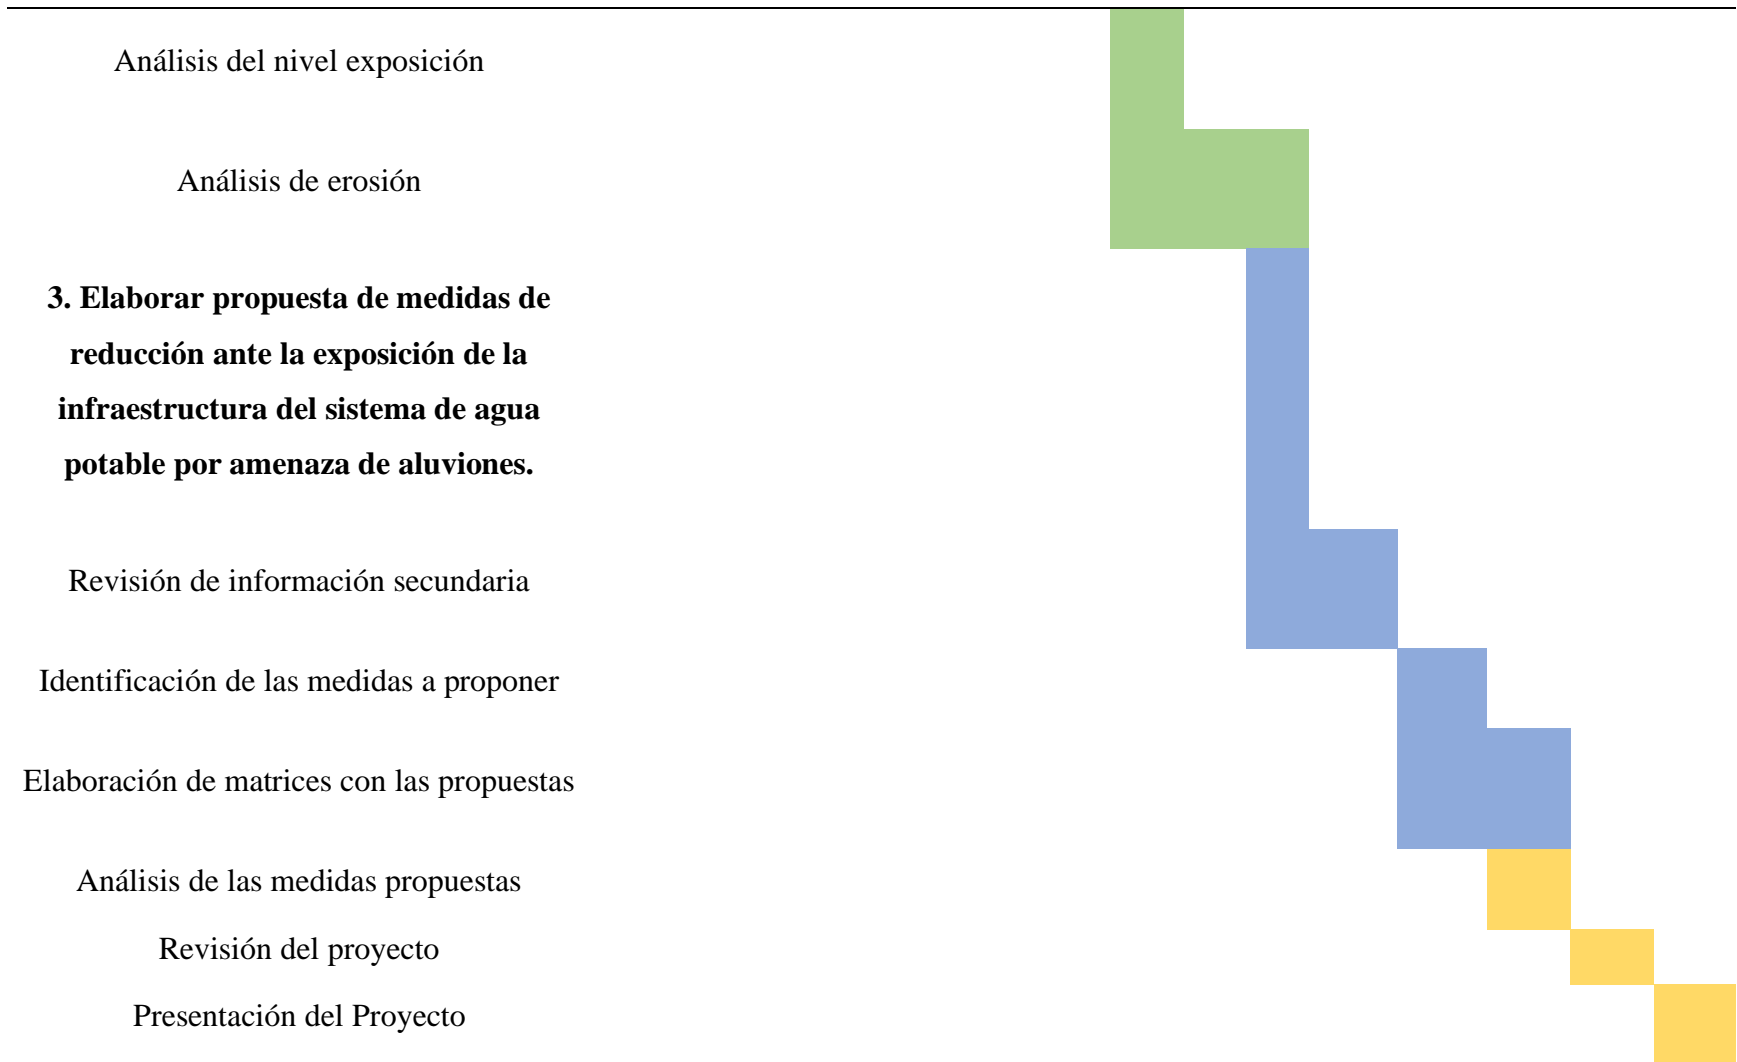 Análisis del nivel exposición
Análisis de erosión
3. Elaborar propuesta de medidas de
reducción ante la exposición de la
infraestructura del sistema de agua
potable por amenaza de aluviones.
Revisión de información secundaria
Identificación de las medidas a proponer
Elaboración de matrices con las propuestas
Análisis de las medidas propuestas
Revisión del proyecto
Presentación del Proyecto